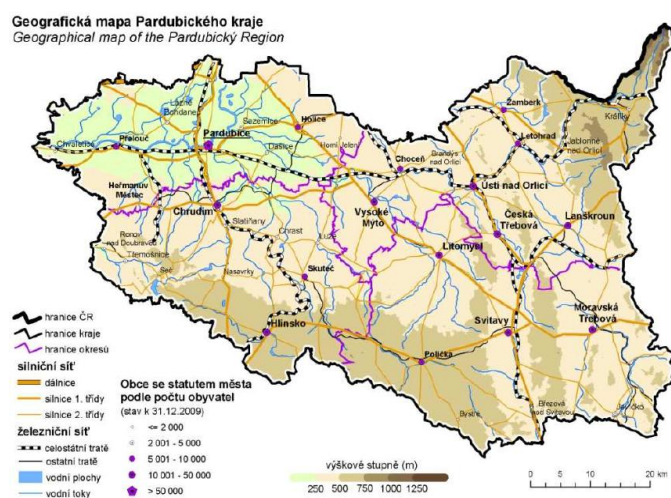 Geografická mapa Pardubického kraje
Geographical map of the Pardubický Region
Lázně
Bohdaneč
Sezemice
Holice
Žamberk
Králíky
Chvaletice
Přelouč
Pardubice
Dašice
Horní Jelení
Letohrad
Jablonné
nad Orlicí
Choceň
Brandýs
nad Orlicí
Ústí nad Orlicí
Heřmanův
Městec
Chrudim
Vysoké
Mýto
Česká
Třebová
Lanškroun
Slatiňany
Ronov
nad Doubravou
Chrast
Luže
Třemošnice
Litomyšl
Seč
Nasavrky
Skuteč
Hlinsko
Svitavy
Moravská
Třebová
Polička
Bystré
Březová
nad Svitavou
Jevíčko
hranice ČR
hranice kraje
hranice okresů
silniční síť
dálnice
silnice 1. třídy
silnice 2. třídy
železniční síť
celostátní tratě
ostatní tratě
vodní plochy
vodní toky
Obce se statutem města
podle počtu obyvatel
(stav k 31.12.2009)
<= 2 000
2 001 - 5 000
5 001 - 10 000
10 001 - 50 000
> 50 000
výškové stupně (m)
250 500 750 1000 1250
0 10 20 km